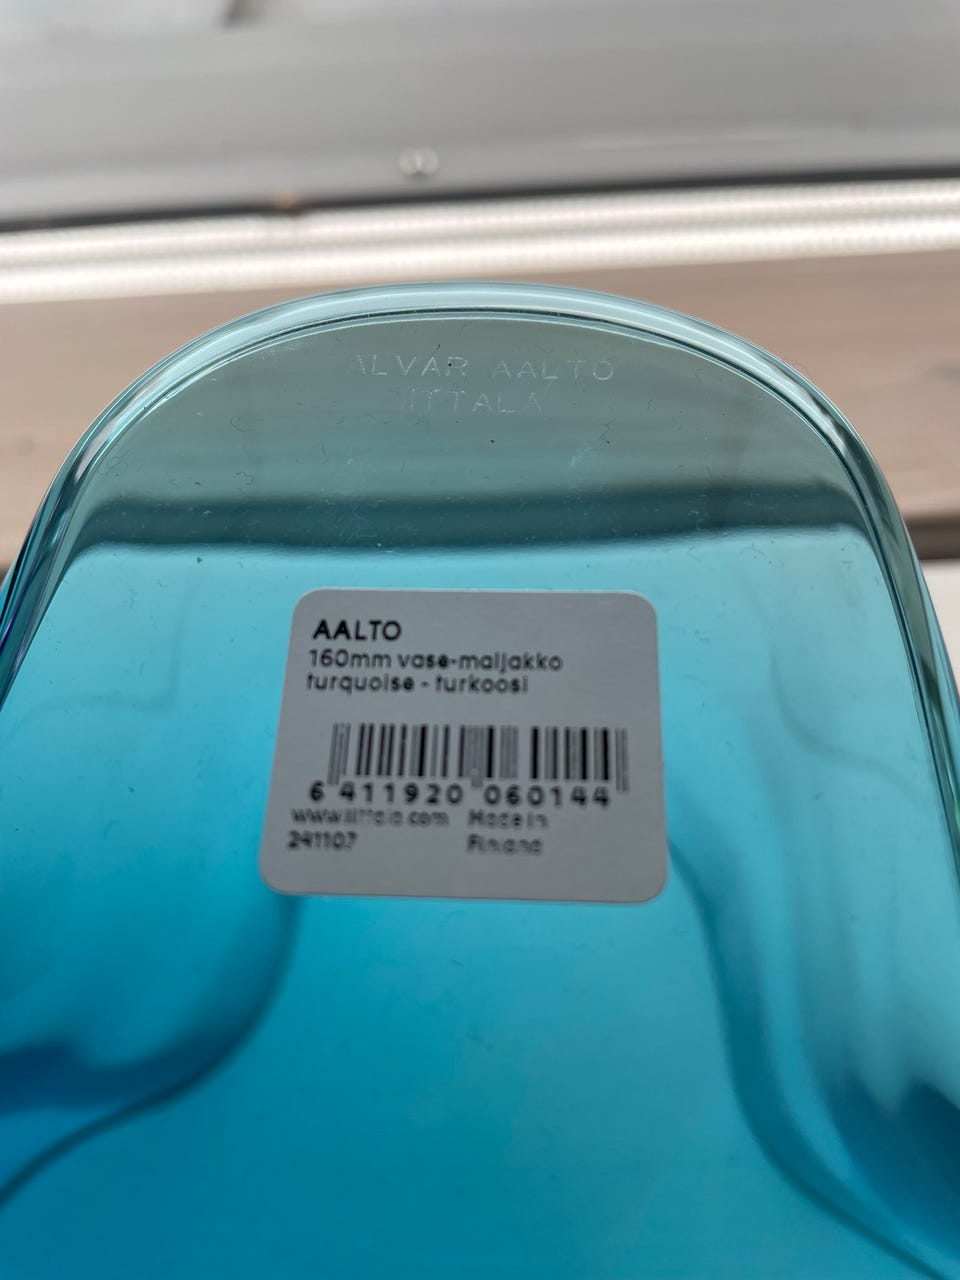 ALVAR AALTO
IITTALA
AALTO
160mm vase-maljakko
turquoise - turkoosi
6 411920 060144
www.iittala.com Made in
241107 Finland